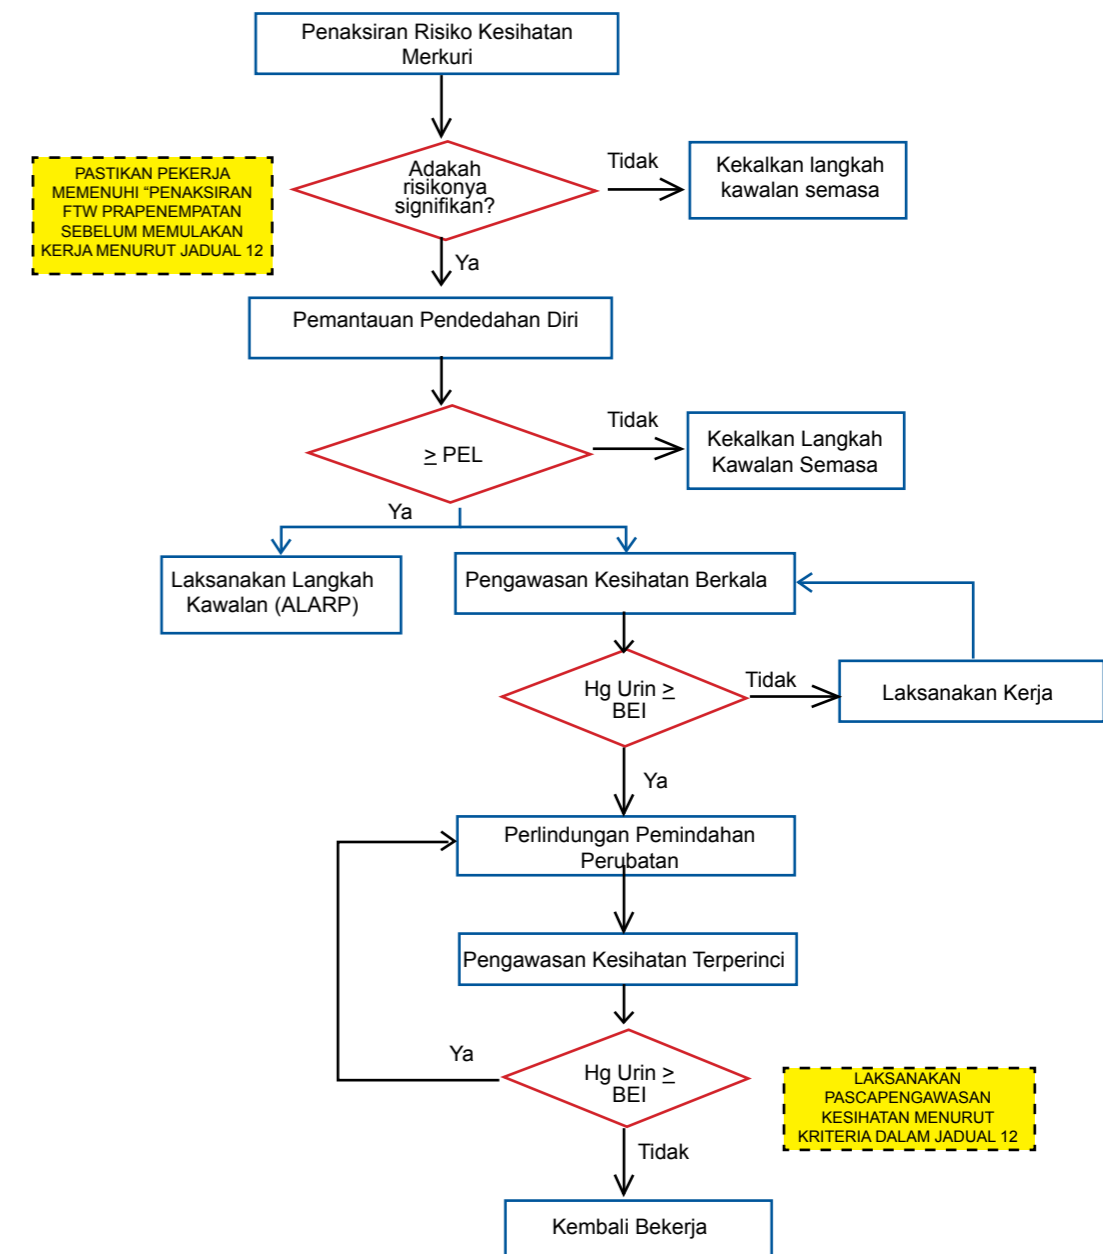 Penaksiran Risiko Kesihatan
Merkuri
PASTIKAN PEKERJA
MEMENUHI “PENAKSIRAN
FTW PRAPENEMPATAN
SEBELUM MEMULAKAN
KERJA MENURUT JADUAL 12
Adakah
risikonya
signifikan?
Tidak
Kekalkan langkah
kawalan semasa
Ya
Pemantauan Pendedahan Diri
≥ PEL
Tidak
Kekalkan Langkah
Kawalan Semasa
Ya
Laksanakan Langkah
Kawalan (ALARP)
Pengawasan Kesihatan Berkala
Hg Urin ≥
BEI
Tidak
Laksanakan Kerja
Ya
Perlindungan Pemindahan
Perubatan
Pengawasan Kesihatan Terperinci
Ya
Hg Urin ≥
BEI
LAKSANAKAN
PASCAPENGAWASAN
KESIHATAN MENURUT
KRITERIA DALAM JADUAL 12
Tidak
Kembali Bekerja